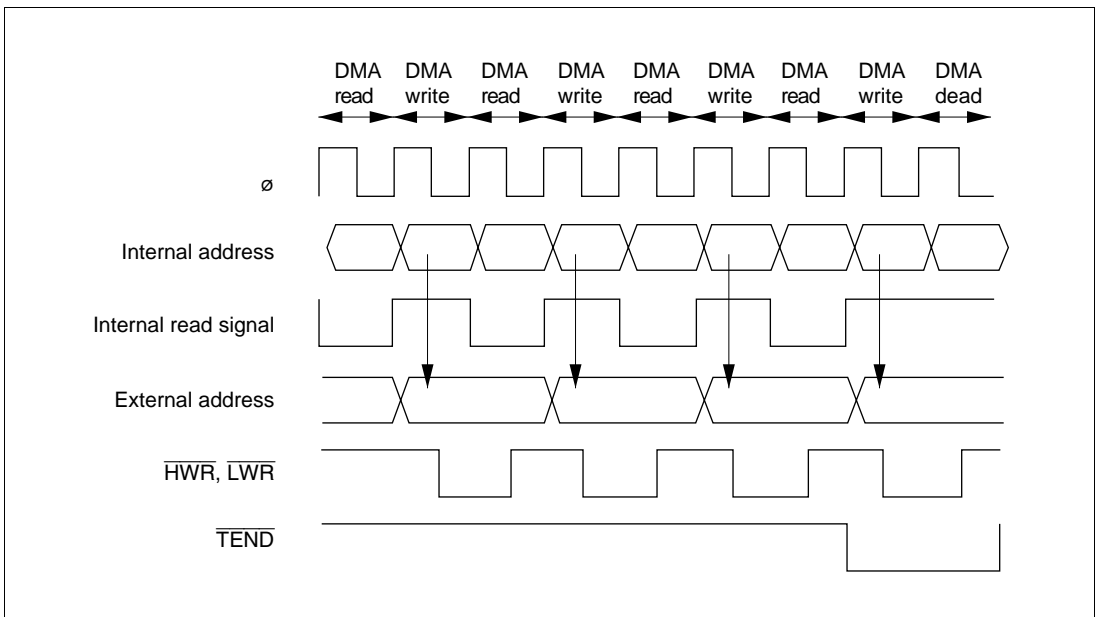 DMA DMA DMA DMA DMA DMA DMA DMA DMA
read write read write read write read write dead
ø
Internal address
Internal read signal
External address
HWR, LWR
TEND